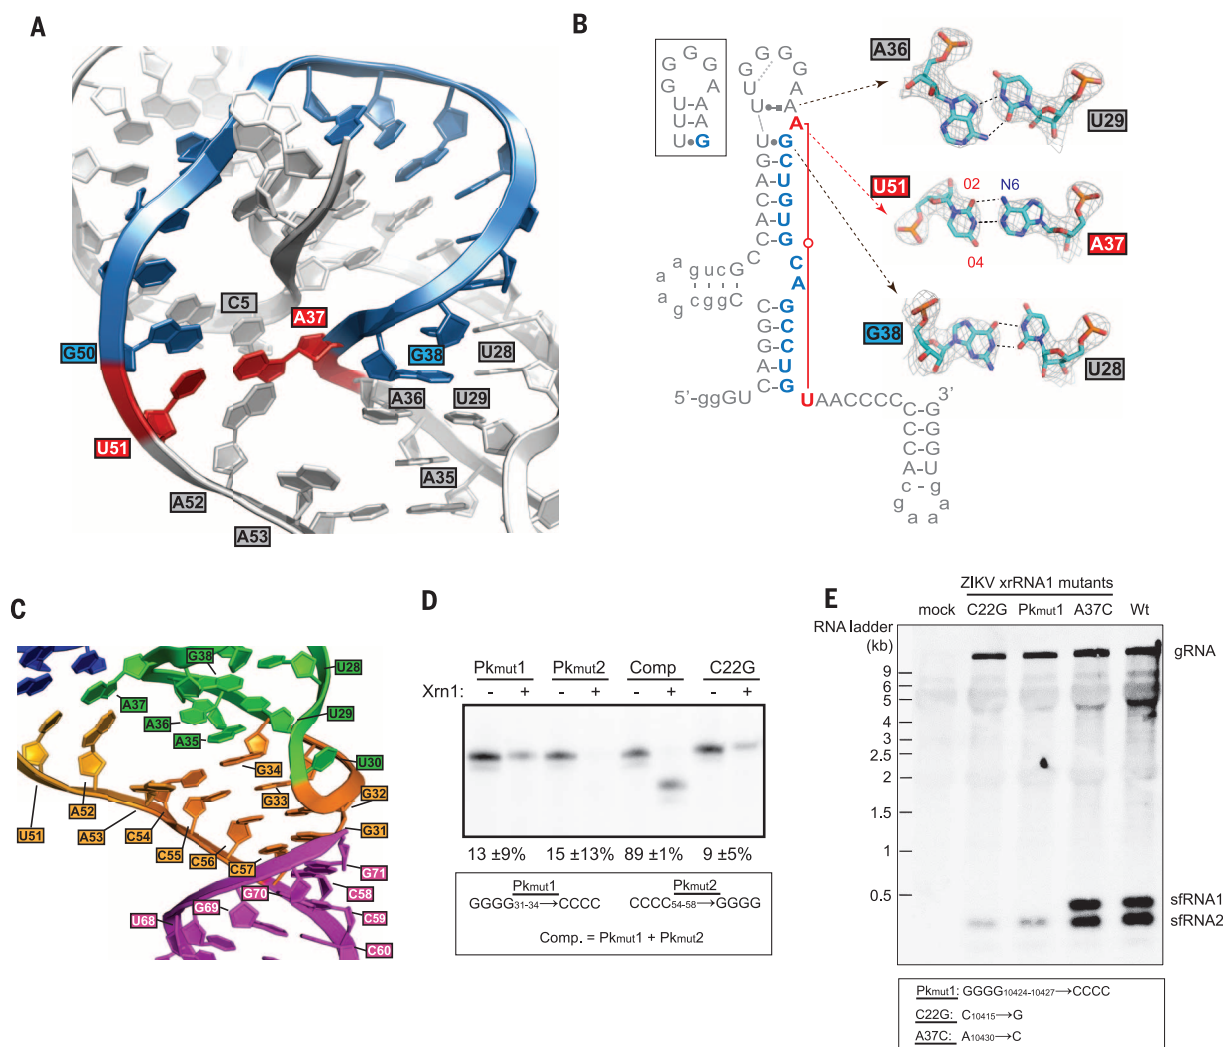 A
C5
A37
G50
G38
U28
A36
U29
U51
A35
A52
A53
B
G
G G
U A
U A
U A
U•G
G
G G
U G
U A
U A
A
U G
G C
A U
C G
A U
C G
C
C A
a g u c G
a
a
g c g g C
C G
G C
G C
A U
C G
5'-ggGU
U AACCCC
C G 3'
C G
C G
A U
C g
g a
a a
A36
U29
U51
O2
N6
O4
A37
G38
U28
C
G38
U28
A37
A36
U29
A35
G34
U30
G33
G32
U51
A52
A53
C54
C55
C56
C57
G31
G71
C58
G70
G69
U68
C59
C60
D
Pkmut1 Pkmut2 Comp C22G
Xrn1: - + - + - + - +
13 ±9% 15 ±13% 89 ±1% 9 ±5%
Pkmut1 Pkmut2
GGGG31-34→CCCC CCCC54-58→GGGG
Comp. = Pkmut1 + Pkmut2
E
ZIKV xrRNA1 mutants
mock C22G Pkmut1 A37C Wt
RNA ladder
(kb)
gRNA
9
6
5
4
3
2.5
2
1.5
1
0.5
sfRNA1
sfRNA2
Pkmut1: GGGG10424-10427→CCCC
C22G: C10415→G
A37C: A10430→C